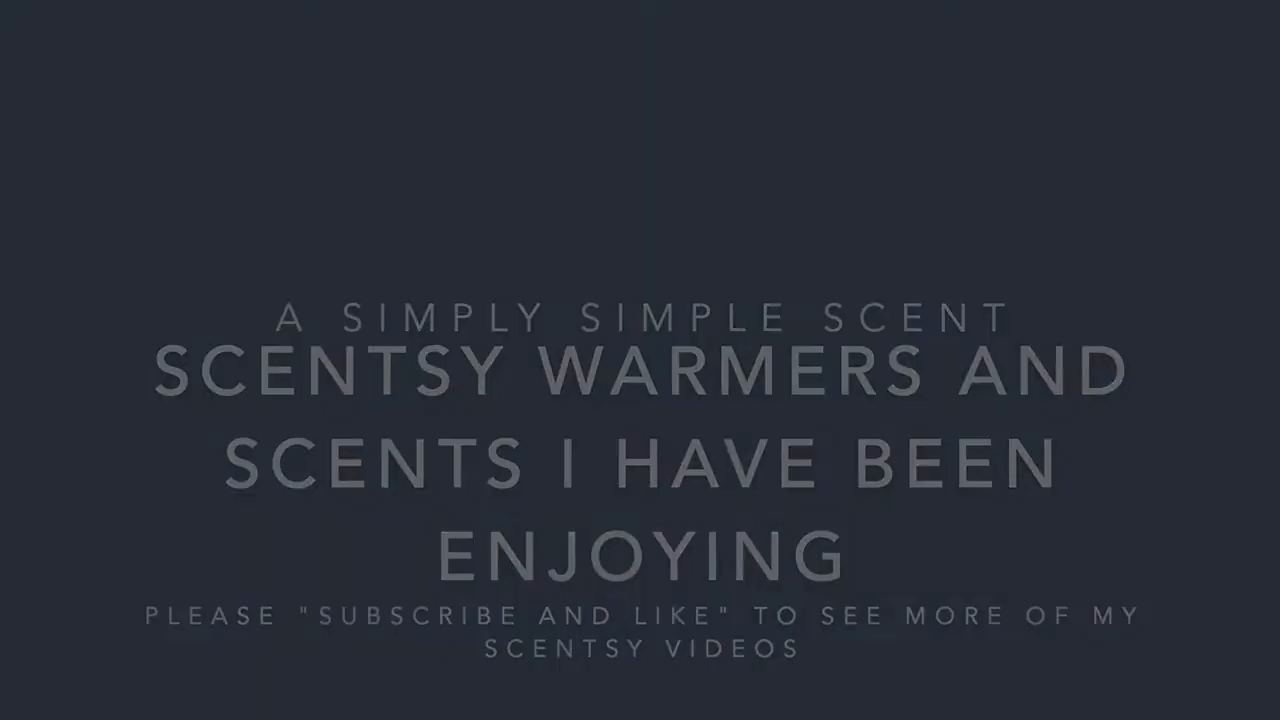 A SIMPLY SIMPLE SCENT
SCENTSY WARMERS AND
SCENTS I HAVE BEEN
ENJOYING
PLEASE "SUBSCRIBE AND LIKE" TO SEE MORE OF MY
SCENTSY VIDEOS